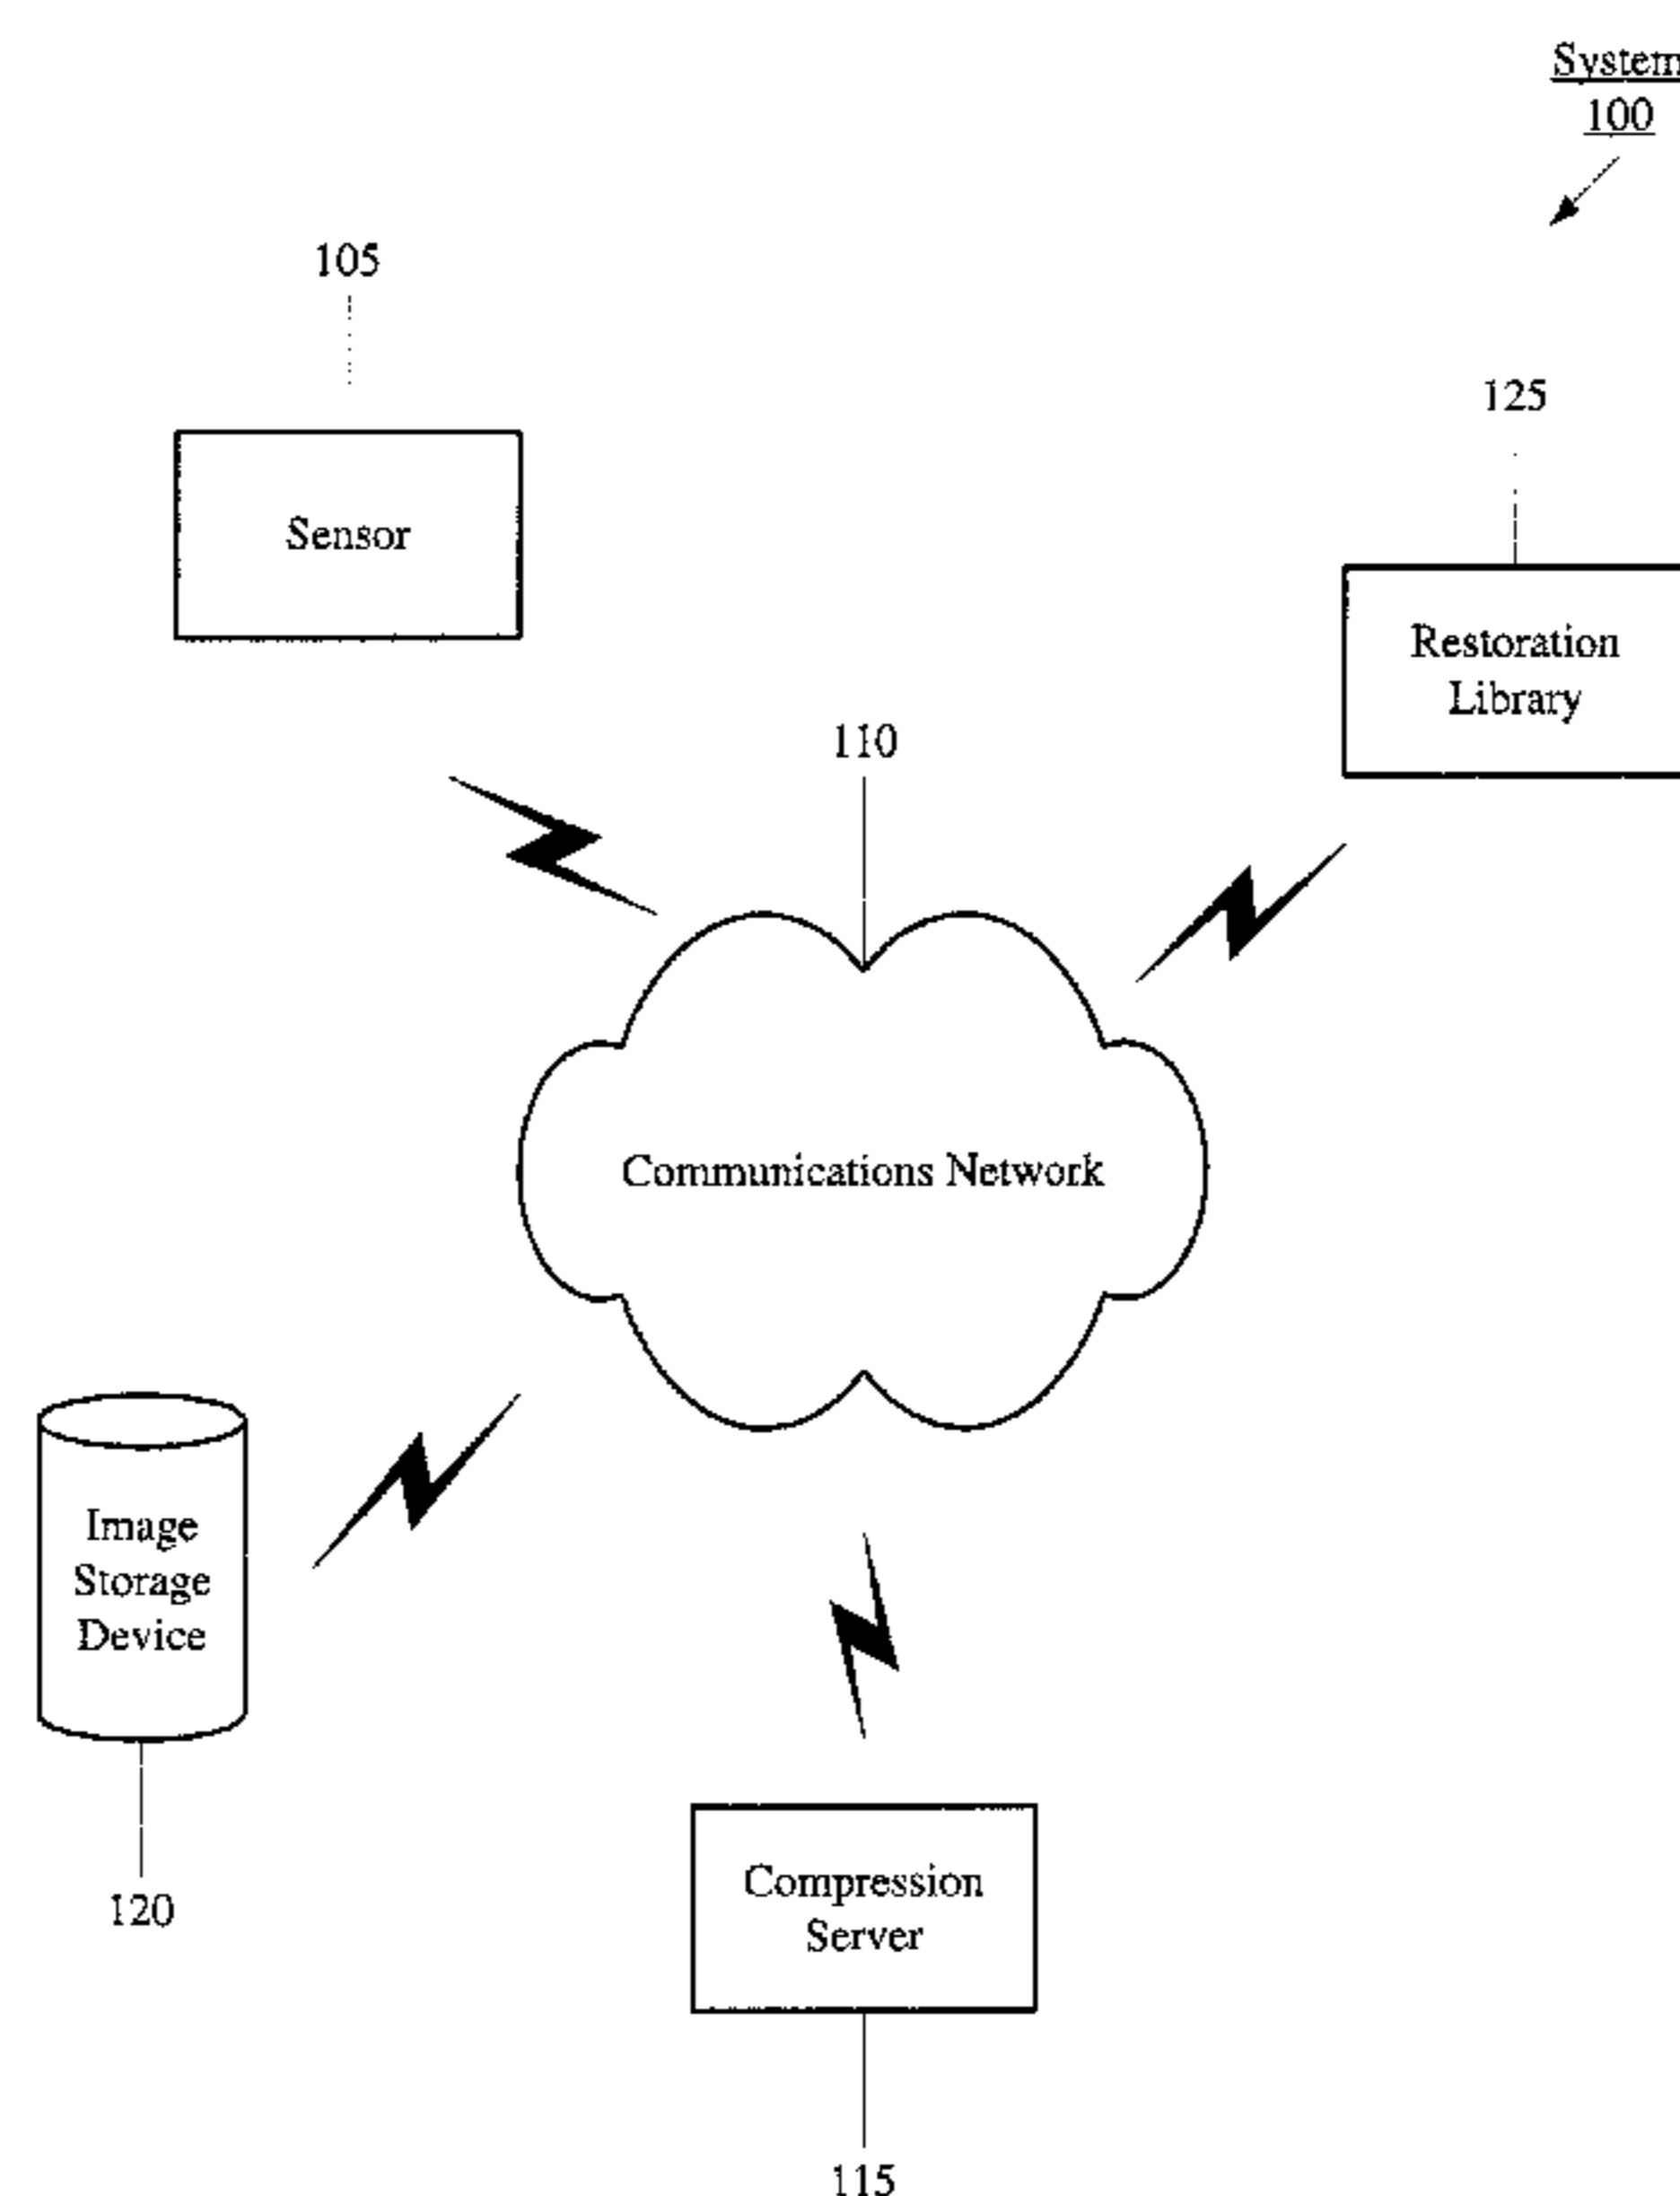 System
100
105
125
Sensor
Restoration
Library
110
Communications Network
Image
Storage
Device
120
Compression
Server
115